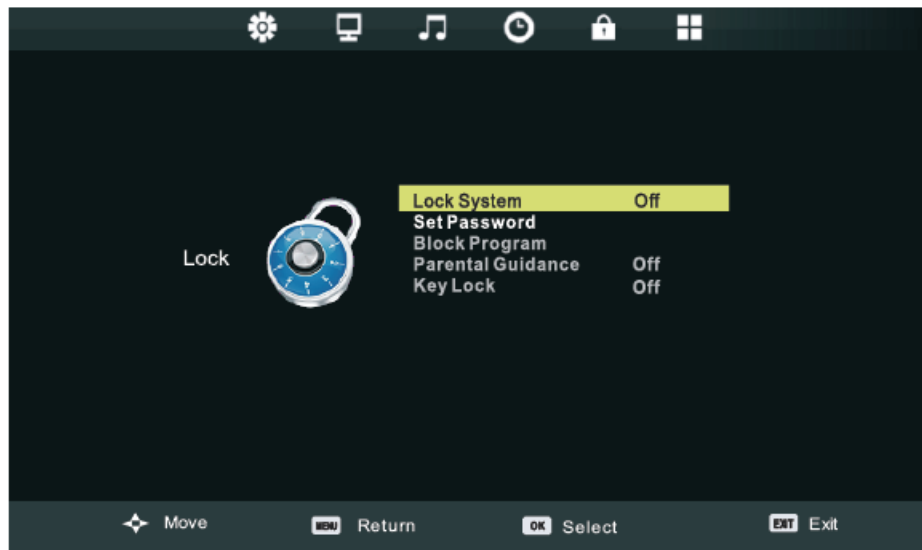 Lock
Lock System Off
Set Password
Block Program
Parental Guidance Off
Key Lock Off
Move MENU Return OK Select EXIT Exit